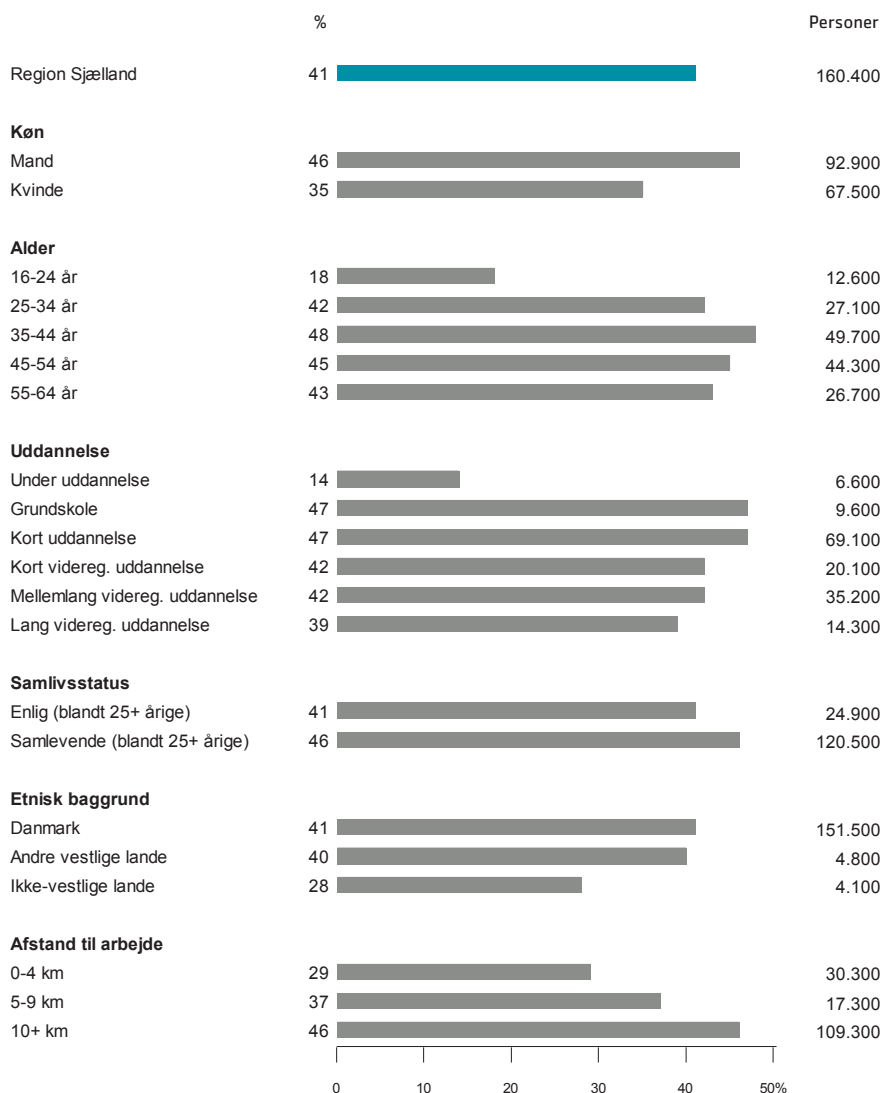 % Personer
Region Sjælland 41 160.400
Køn
Mand 46 92.900
Kvinde 35 67.500
Alder
16-24 år 18 12.600
25-34 år 42 27.100
35-44 år 48 49.700
45-54 år 45 44.300
55-64 år 43 26.700
Uddannelse
Under uddannelse 14 6.600
Grundskole 47 9.600
Kort uddannelse 47 69.100
Kort videreg. uddannelse 42 20.100
Mellemlang videreg. uddannelse 42 35.200
Lang videreg. uddannelse 39 14.300
Samlivsstatus
Enlig (blandt 25+ årige) 41 24.900
Samlevende (blandt 25+ årige) 46 120.500
Etnisk baggrund
Danmark 41 151.500
Andre vestlige lande 40 4.800
Ikke-vestlige lande 28 4.100
Afstand til arbejde
0-4 km 29 30.300
5-9 km 37 17.300
10+ km 46 109.300
0 10 20 30 40 50%